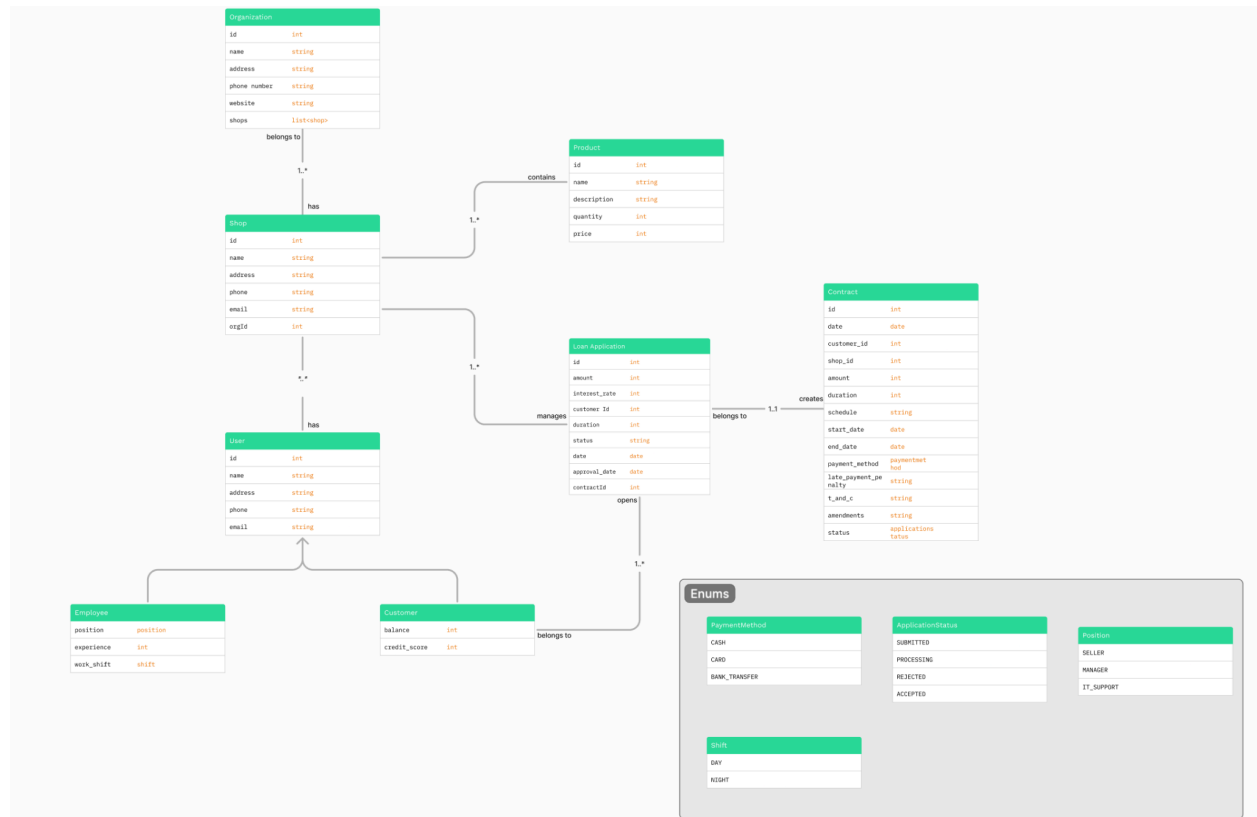 Organization
id int
name string
address string
phone number string
website string
shops list<shop>
belongs to
1..*
has
Shop
id int
name string
address string
phone string
email string
orgId int
contains
1..*
Product
id int
name string
description string
quantity int
price int
*..*
has
User
id int
name string
address string
phone string
email string
1..*
manages
Loan Application
id int
amount int
interest_rate int
customer Id int
duration int
status string
date date
approval_date date
contractId int
belongs to
1..1
creates
Contract
id int
date date
customer_id int
shop_id int
amount int
duration int
schedule string
start_date date
end_date date
payment_method paymentmet
hod
late_payment_pe
nalty string
t_and_c string
amendments string
status applications
tatus
opens
1..*
belongs to
Employee
position position
experience int
work_shift shift
Customer
balance int
credit_score int
Enums
PaymentMethod
CASH
CARD
BANK_TRANSFER
ApplicationStatus
SUBMITTED
PROCESSING
REJECTED
ACCEPTED
Position
SELLER
MANAGER
IT_SUPPORT
Shift
DAY
NIGHT